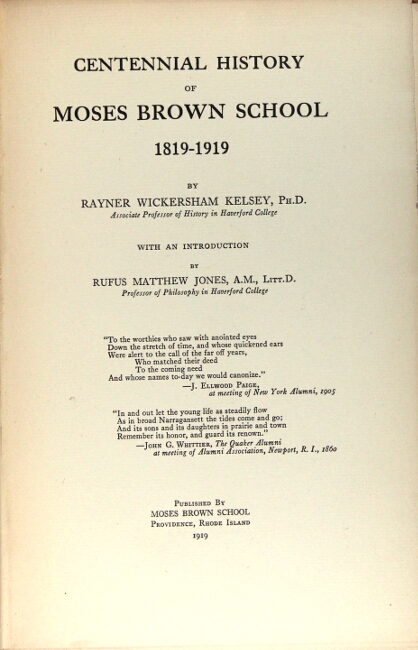 CENTENNIAL HISTORY
OF
MOSES BROWN SCHOOL
1819-1919
BY
RAYNER WICKERSHAM KELSEY, PH.D.
Associate Professor of History in Haverford College
WITH AN INTRODUCTION
BY
RUFUS MATTHEW JONES, A.M., LITT.D.
Professor of Philosophy in Haverford College
"To the worthies who saw with anointed eyes
Down the stretch of time, and whose quickened ears
Were alert to the call of the far off years,
Who matched their deed
To the coming need
And whose names to-day we would canonize."
—J. ELLWOOD PAIGE,
at meeting of New York Alumni, 1905
"In and out let the young life as steadily flow
As in broad Narragansett the tides come and go;
And its sons and its daughters in prairie and town
Remember its honor, and guard its renown."
—JOHN G. WHITTIER, The Quaker Alumni
at meeting of Alumni Association, Newport, R. I., 1860
PUBLISHED BY
MOSES BROWN SCHOOL
PROVIDENCE, RHODE ISLAND
1919